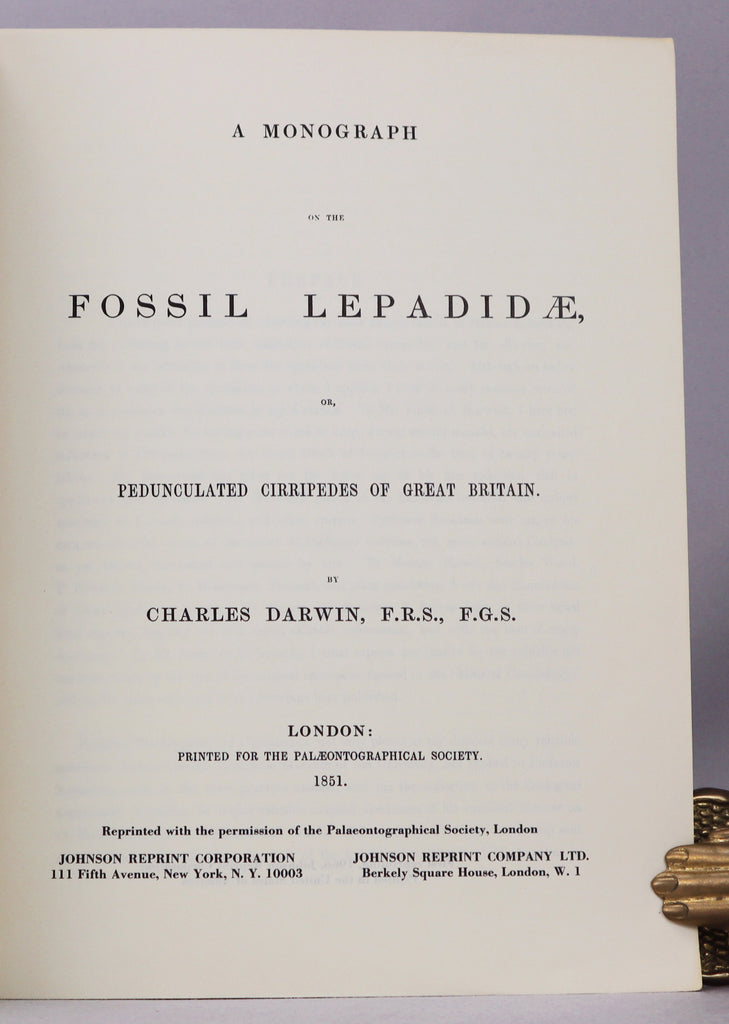 A MONOGRAPH
ON THE
FOSSIL LEPADIDÆ,
OR,
PEDUNCULATED CIRRIPEDES OF GREAT BRITAIN.
BY
CHARLES DARWIN, F.R.S., F.G.S.
LONDON:
PRINTED FOR THE PALÆONTOGRAPHICAL SOCIETY.
1851.
Reprinted with the permission of the Palaeontographical Society, London
JOHNSON REPRINT CORPORATION JOHNSON REPRINT COMPANY LTD.
111 Fifth Avenue, New York, N. Y. 10003 Berkely Square House, London, W. 1